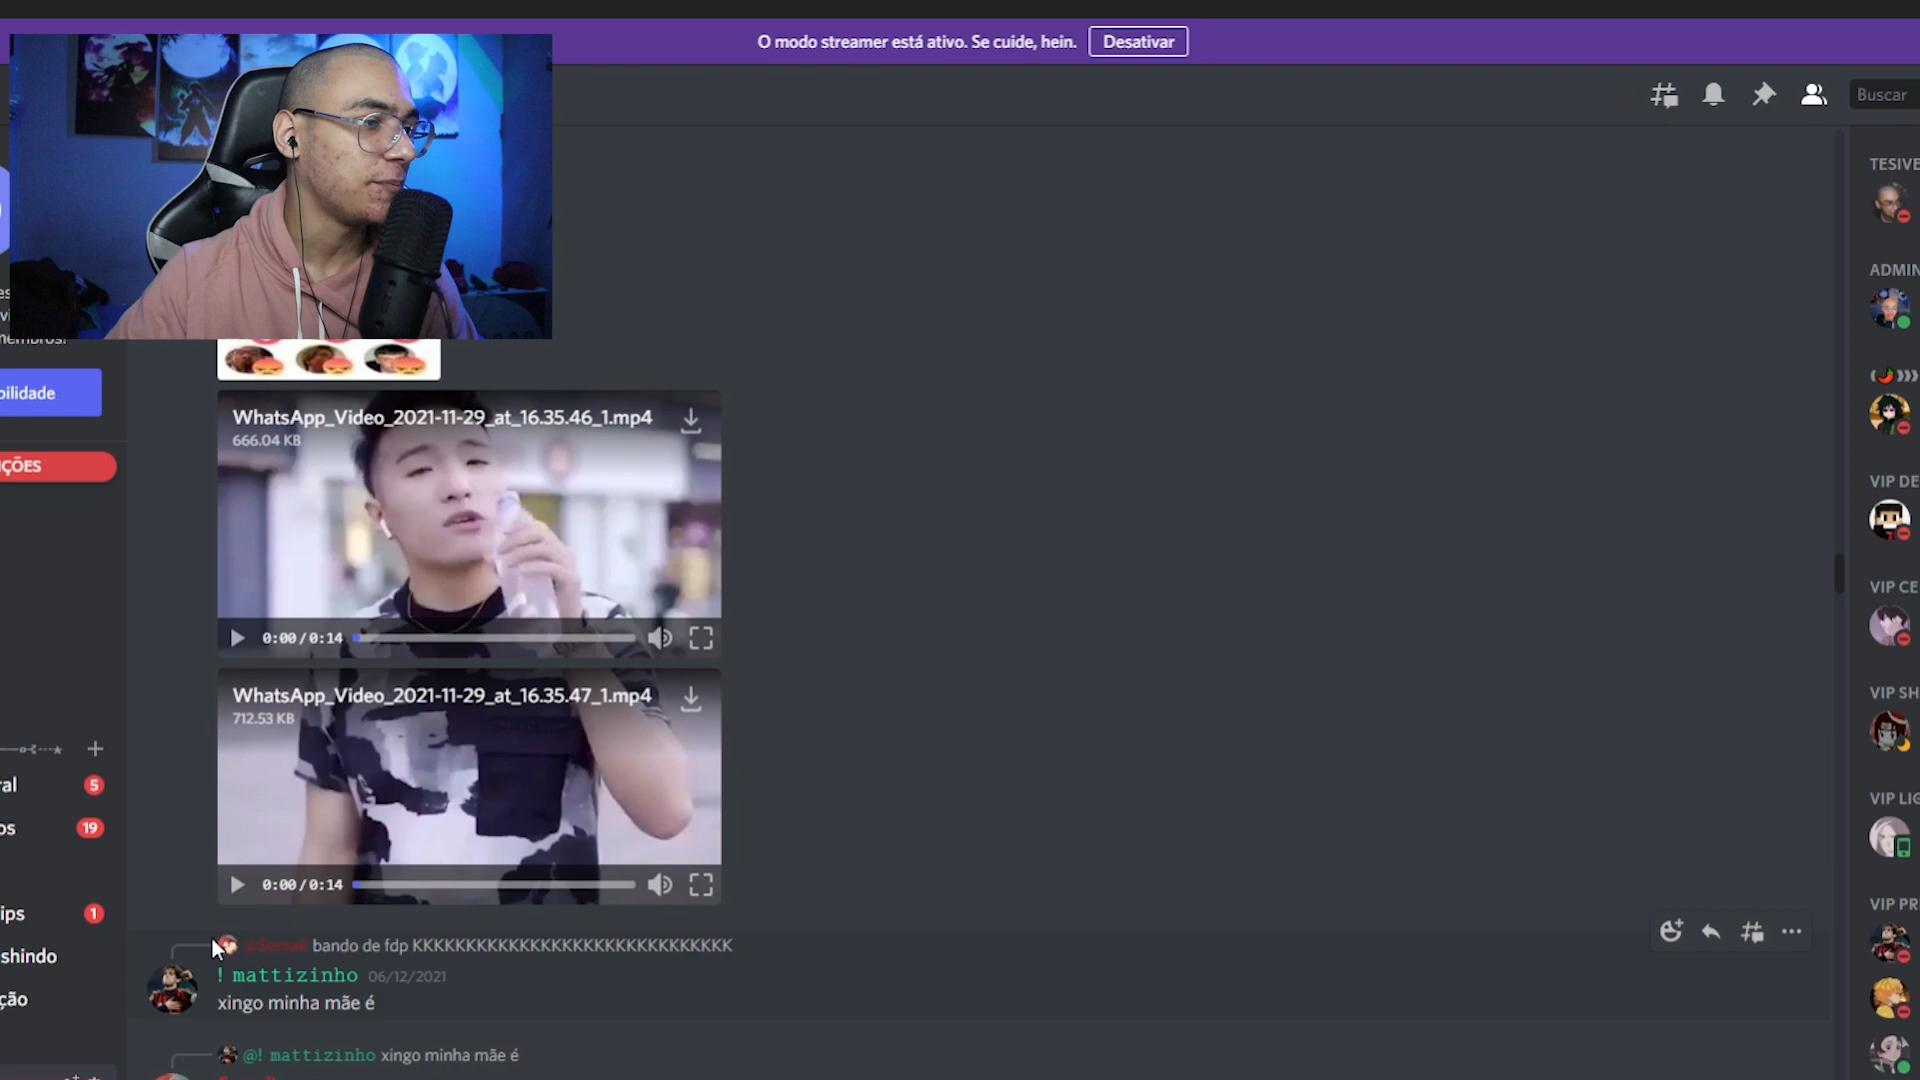 O modo streamer está ativo. Se cuide, hein.
Desativar
Buscar
TESIVE
ADMIN
VIP DE
VIP CE
VIP SH
VIP LIG
VIP PR
membros!
bilidade
IÇÕES
ral
5
os
19
ips
1
shindo
ção
WhatsApp_Video_2021-11-29_at_16.35.46_1.mp4
666.04 KB
0:00/0:14
WhatsApp_Video_2021-11-29_at_16.35.47_1.mp4
712.53 KB
0:00/0:14
bando de fdp KKKKKKKKKKKKKKKKKKKKKKKKKKKKKK
! mattizinho 06/12/2021
xingo minha mãe é
@! mattizinho xingo minha mãe é